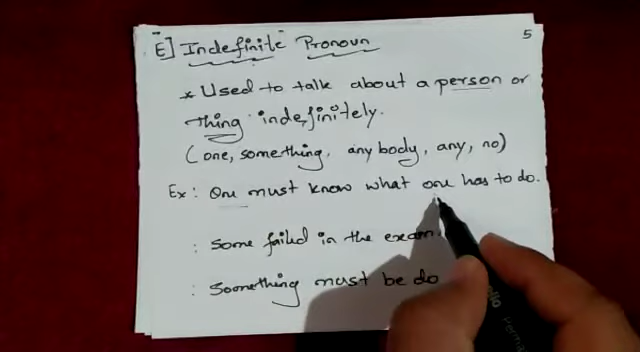 E] Indefinite Pronoun 5
* Used to talk about a person or
thing indefinitely.
(one, something, any body, any, no)
Ex: One must know what one has to do.
: Some failed in the exam.
: Something must be do